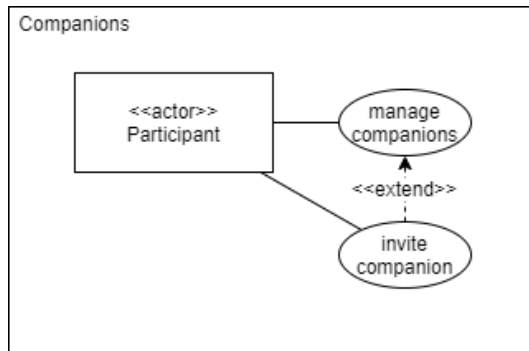 Companions
<<actor>>
Participant
manage
companions
<<extend>>
invite
companion